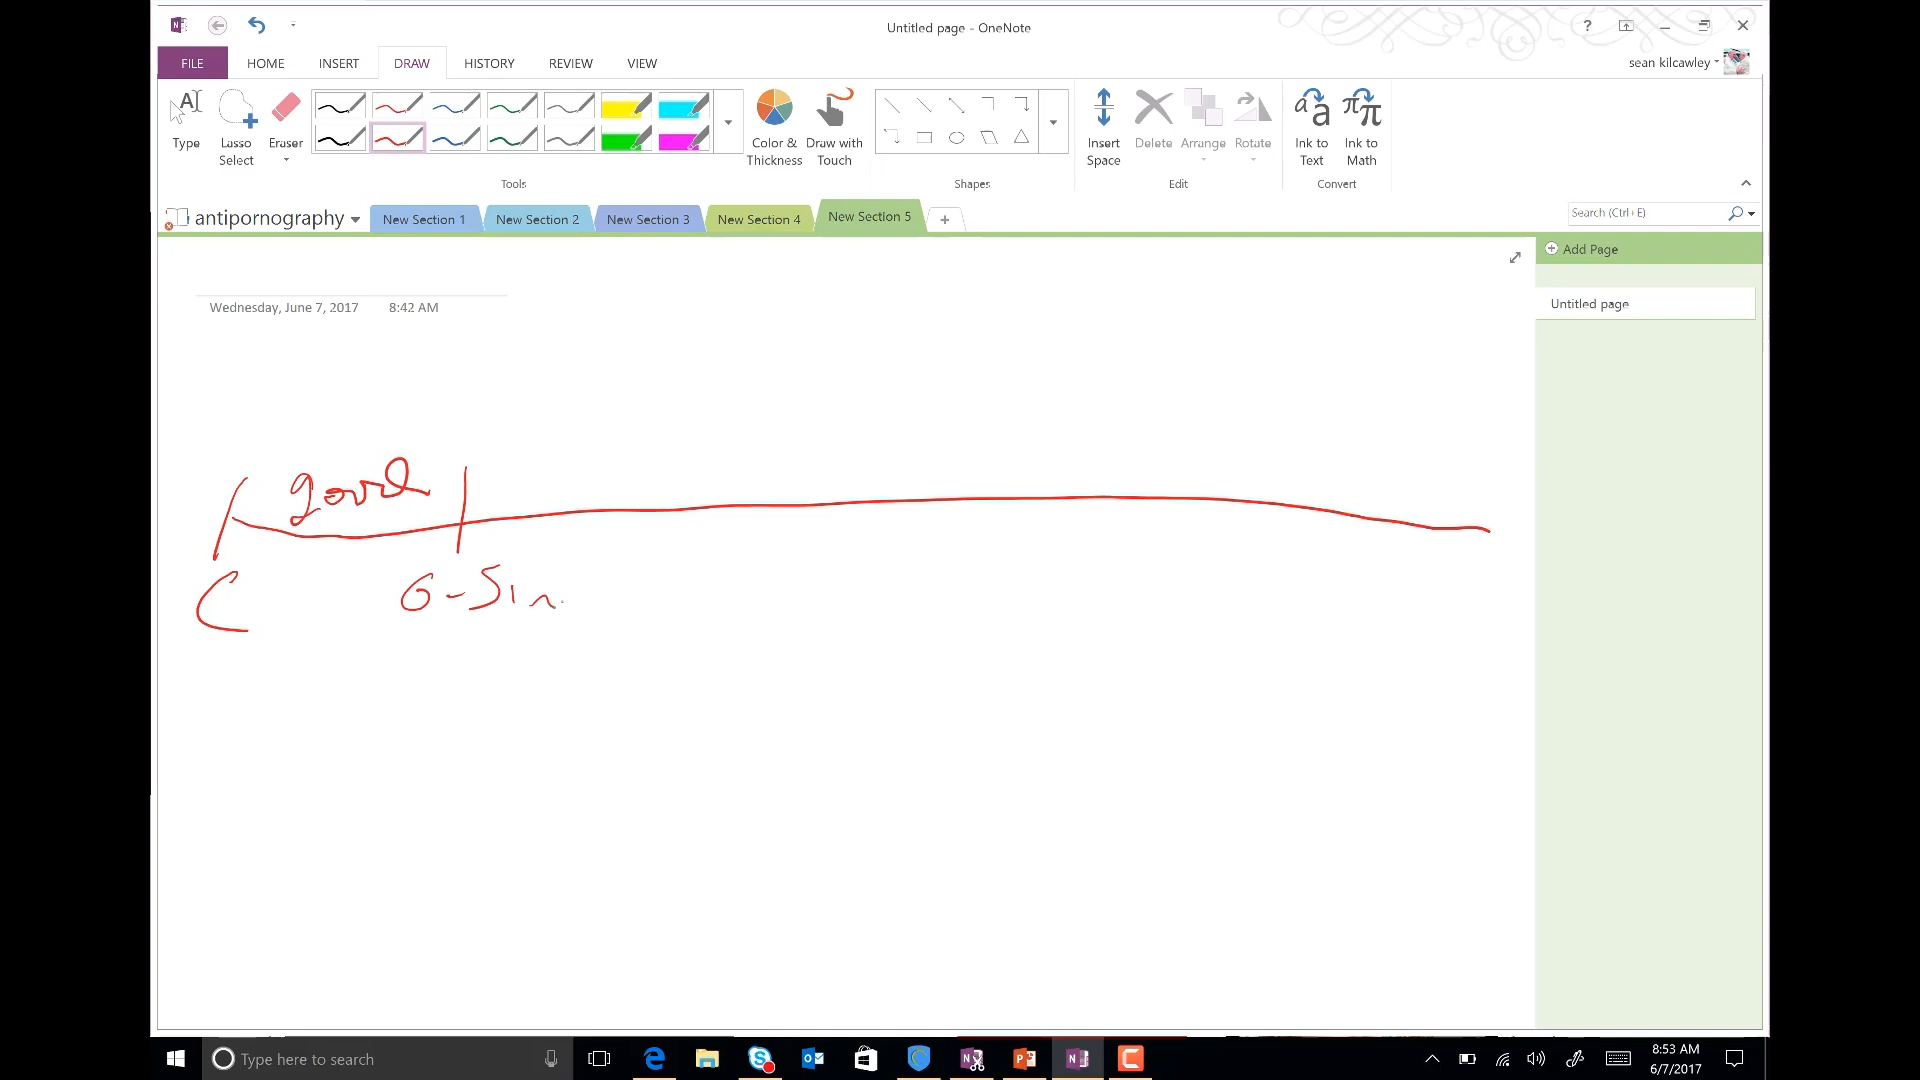 Untitled page - OneNote
FILE HOME INSERT DRAW HISTORY REVIEW VIEW
sean kilcawley
Type
Lasso Select
Eraser
Color & Thickness
Draw with Touch
Insert Space
Delete
Arrange
Rotate
Ink to Text
Ink to Math
Tools
Shapes
Edit
Convert
antipornography
New Section 1
New Section 2
New Section 3
New Section 4
New Section 5
Search (Ctrl+E)
Add Page
Untitled page
Wednesday, June 7, 2017 8:42 AM
good
C
G-Sin
Type here to search
8:53 AM
6/7/2017